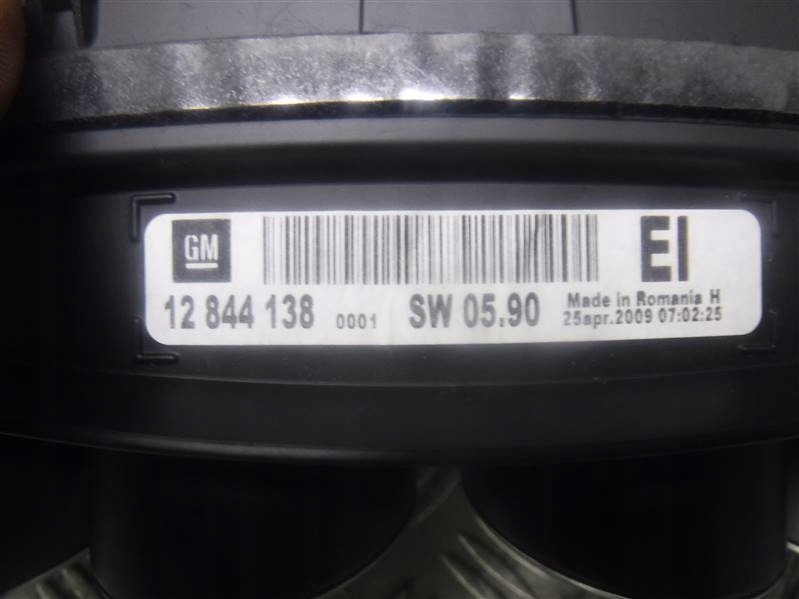 GM
EI
12 844 138 0001 SW 05.90
Made in Romania H
25apr.2009 07:02:25